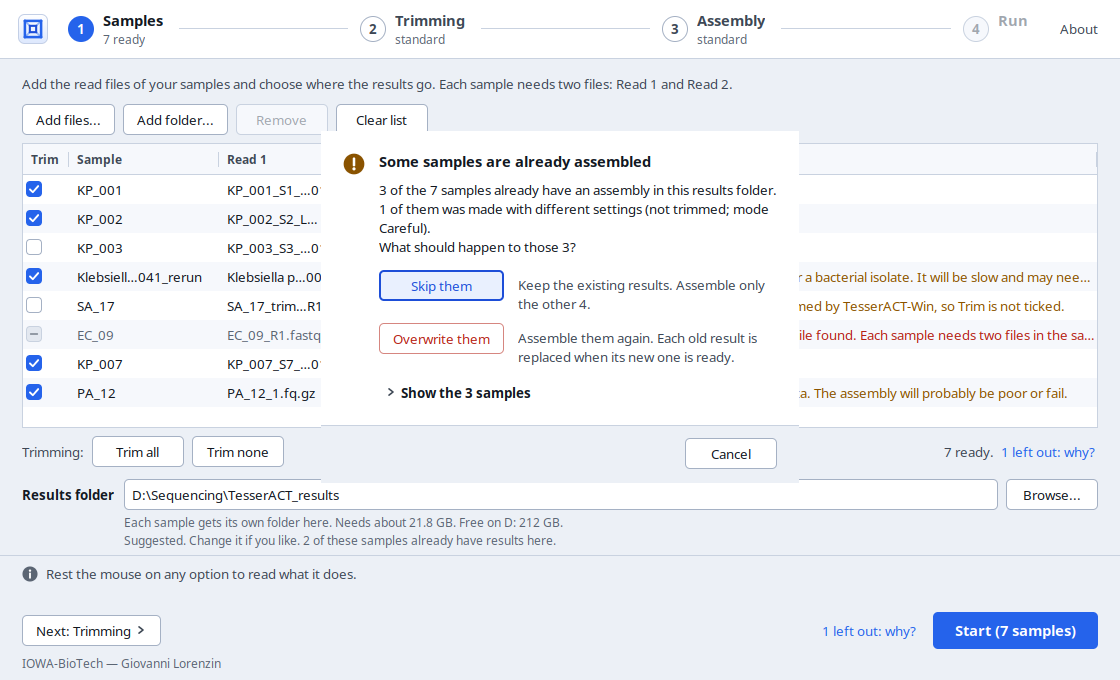 1 Samples
7 ready
2 Trimming
standard
3 Assembly
standard
4 Run
About
Add the read files of your samples and choose where the results go. Each sample needs two files: Read 1 and Read 2.
Add files... Add folder... Remove Clear list
Trim Sample Read 1
KP_001 KP_001_S1_...0
KP_002 KP_002_S2_L...
KP_003 KP_003_S3_...0
Klebsiell...041_rerun Klebsiella p...00 r a bacterial isolate. It will be slow and may nee...
SA_17 SA_17_trim...R1 med by TesserACT-Win, so Trim is not ticked.
EC_09 EC_09_R1.fastq ile found. Each sample needs two files in the sa...
KP_007 KP_007_S7_...0
PA_12 PA_12_1.fq.gz a. The assembly will probably be poor or fail.
Some samples are already assembled
3 of the 7 samples already have an assembly in this results folder.
1 of them was made with different settings (not trimmed; mode
Careful).
What should happen to those 3?
Skip them
Keep the existing results. Assemble only
the other 4.
Overwrite them
Assemble them again. Each old result is
replaced when its new one is ready.
Show the 3 samples
Cancel
Trimming: Trim all Trim none 7 ready. 1 left out: why?
Results folder D:\Sequencing\TesserACT_results Browse...
Each sample gets its own folder here. Needs about 21.8 GB. Free on D: 212 GB.
Suggested. Change it if you like. 2 of these samples already have results here.
Rest the mouse on any option to read what it does.
Next: Trimming > 1 left out: why? Start (7 samples)
IOWA-BioTech — Giovanni Lorenzin